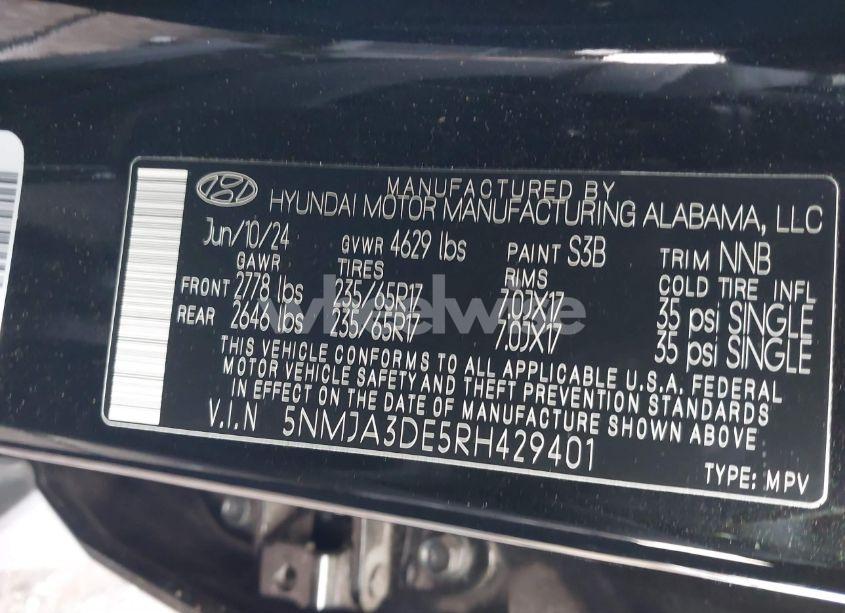 MANUFACTURED BY
HYUNDAI MOTOR MANUFACTURING ALABAMA, LLC
Jun/10/24 GVWR 4629 lbs PAINT S3B TRIM NNB
GAWR TIRES RIMS COLD TIRE INFL
FRONT 2778 lbs 235/65R17 7.0JX17 35 psi SINGLE
REAR 2646 lbs 235/65R17 7.0JX17 35 psi SINGLE
THIS VEHICLE CONFORMS TO ALL APPLICABLE U.S.A. FEDERAL
MOTOR VEHICLE SAFETY AND THEFT PREVENTION STANDARDS
IN EFFECT ON THE DATE OF MANUFACTURE SHOWN ABOVE
V.I.N 5NMJA3DE5RH429401
TYPE: MPV